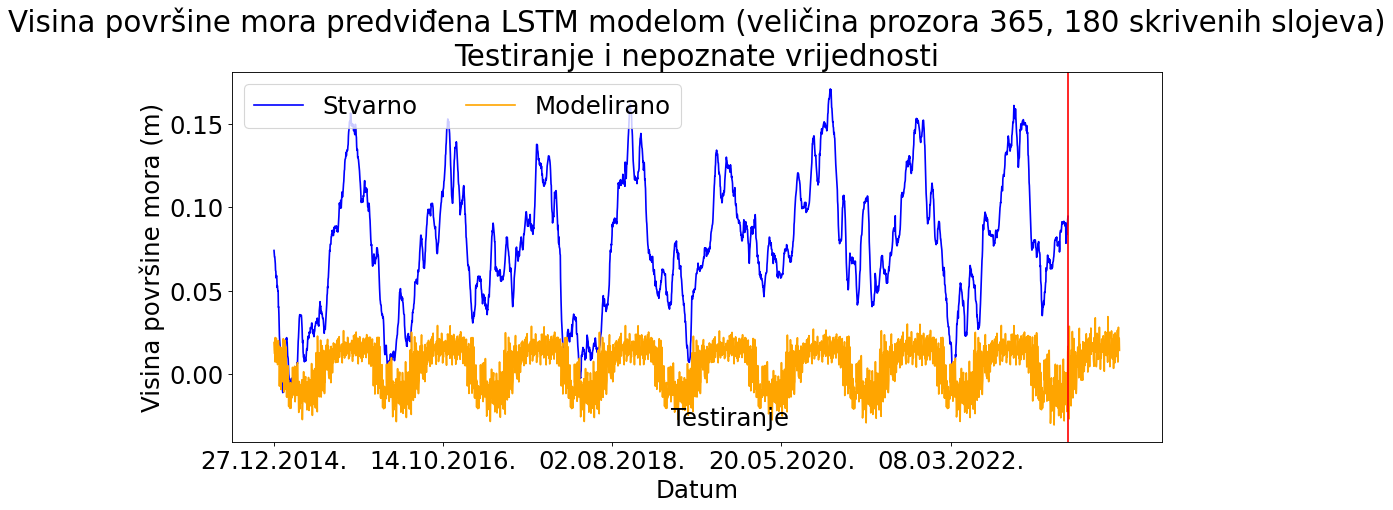 Visina površine mora predviđena LSTM modelom (veličina prozora 365, 180 skrivenih slojeva)
Testiranje i nepoznate vrijednosti
Stvarno Modelirano
Visina površine mora (m)
0.15
0.10
0.05
0.00
Testiranje
27.12.2014. 14.10.2016. 02.08.2018. 20.05.2020. 08.03.2022.
Datum